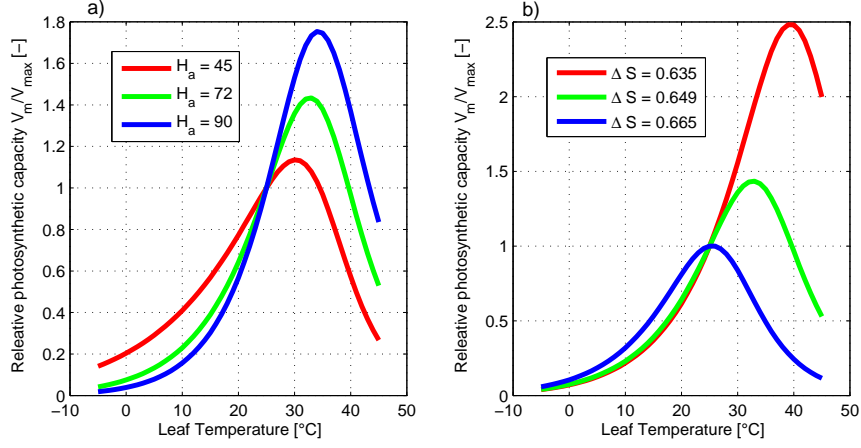 a)
Releative photosynthetic capacity V_m/V_max [−]
1.8
1.6
1.4
1.2
1
0.8
0.6
0.4
0.2
0
H_a = 45
H_a = 72
H_a = 90
−10
0
10
20
30
40
50
Leaf Temperature [°C]
b)
Releative photosynthetic capacity V_m/V_max [−]
2.5
2
1.5
1
0.5
0
Δ S = 0.635
Δ S = 0.649
Δ S = 0.665
−10
0
10
20
30
40
50
Leaf Temperature [°C]